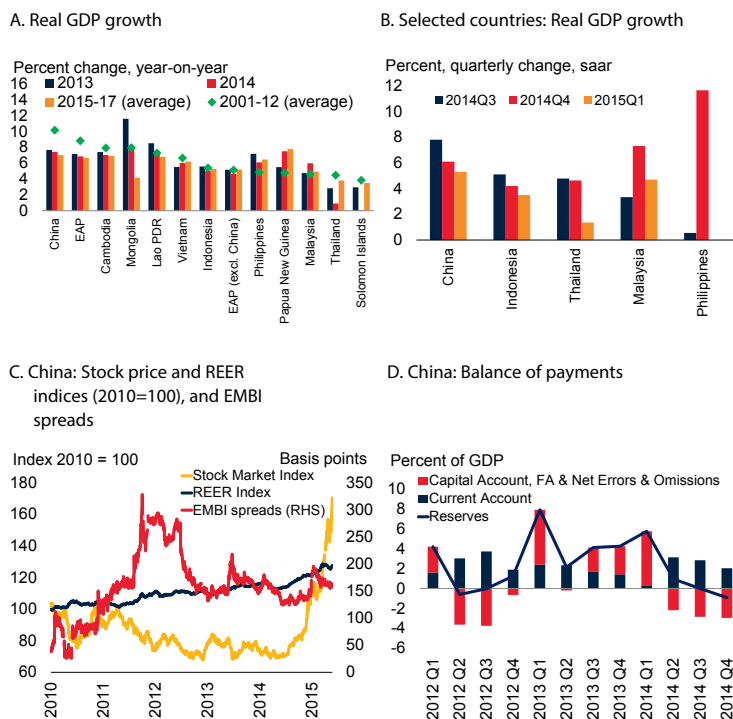 A. Real GDP growth
Percent change, year-on-year
2013
2014
2015-17 (average)
2001-12 (average)
16
14
12
10
8
6
4
2
0
China
EAP
Cambodia
Mongolia
Lao PDR
Vietnam
Indonesia
EAP (excl. China)
Philippines
Papua New Guinea
Malaysia
Thailand
Solomon Islands
B. Selected countries: Real GDP growth
Percent, quarterly change, saar
2014Q3
2014Q4
2015Q1
12
10
8
6
4
2
0
China
Indonesia
Thailand
Malaysia
Philippines
C. China: Stock price and REER
indices (2010=100), and EMBI
spreads
Index 2010 = 100
Basis points
Stock Market Index
REER Index
EMBI spreads (RHS)
180
160
140
120
100
80
60
350
300
250
200
150
100
50
0
2010
2011
2012
2013
2014
2015
D. China: Balance of payments
Percent of GDP
Capital Account, FA & Net Errors & Omissions
Current Account
Reserves
10
8
6
4
2
0
-2
-4
-6
2012 Q1
2012 Q2
2012 Q3
2012 Q4
2013 Q1
2013 Q2
2013 Q3
2013 Q4
2014 Q1
2014 Q2
2014 Q3
2014 Q4